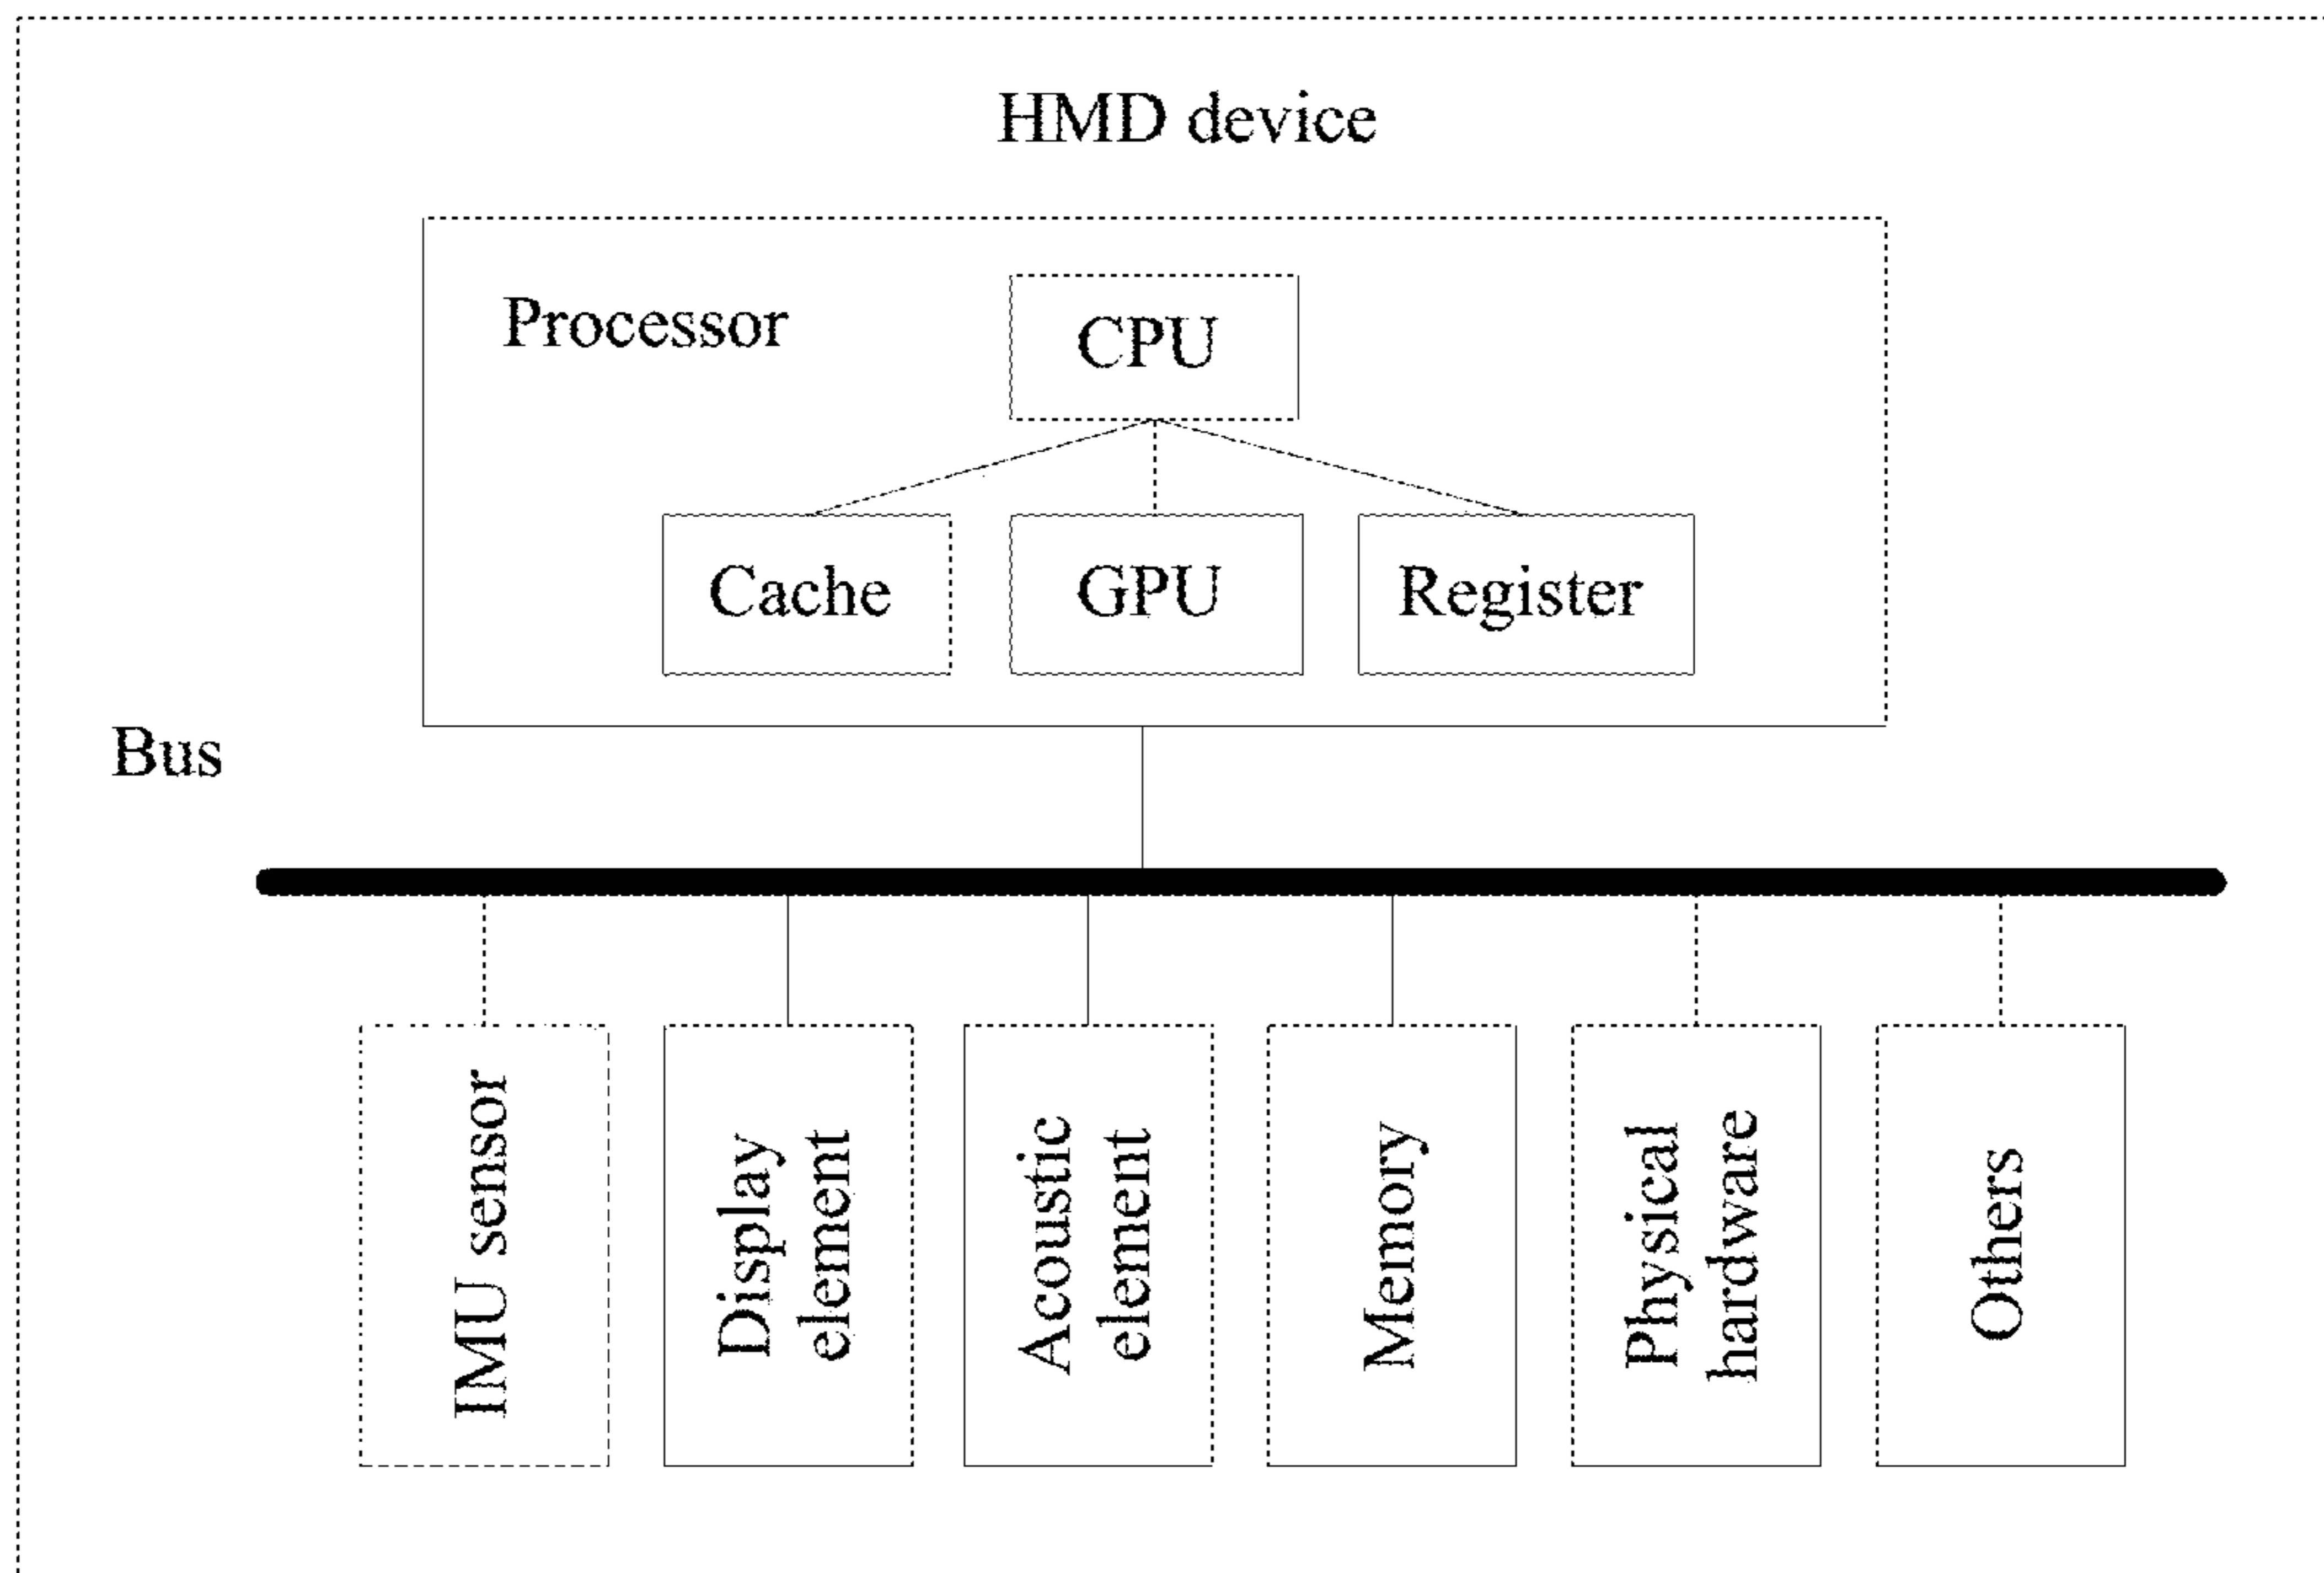 HMD device
Processor
CPU
Cache
GPU
Register
Bus
IMU sensor
Display
element
Acoustic
element
Memory
Physical
hardware
Others